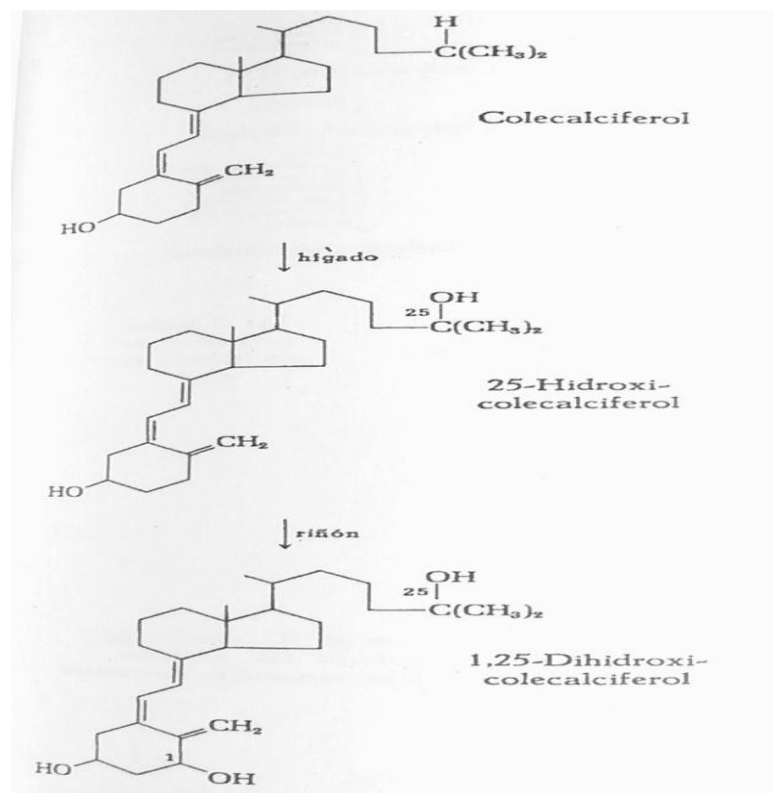 H
C(CH₃)₂
Colecalciferol
CH₂
HO
hígado
OH
25
C(CH₃)₂
25-Hidroxi-
colecalciferol
CH₂
HO
riñón
OH
25
C(CH₃)₂
1,25-Dihidroxi-
colecalciferol
CH₂
1
HO
OH